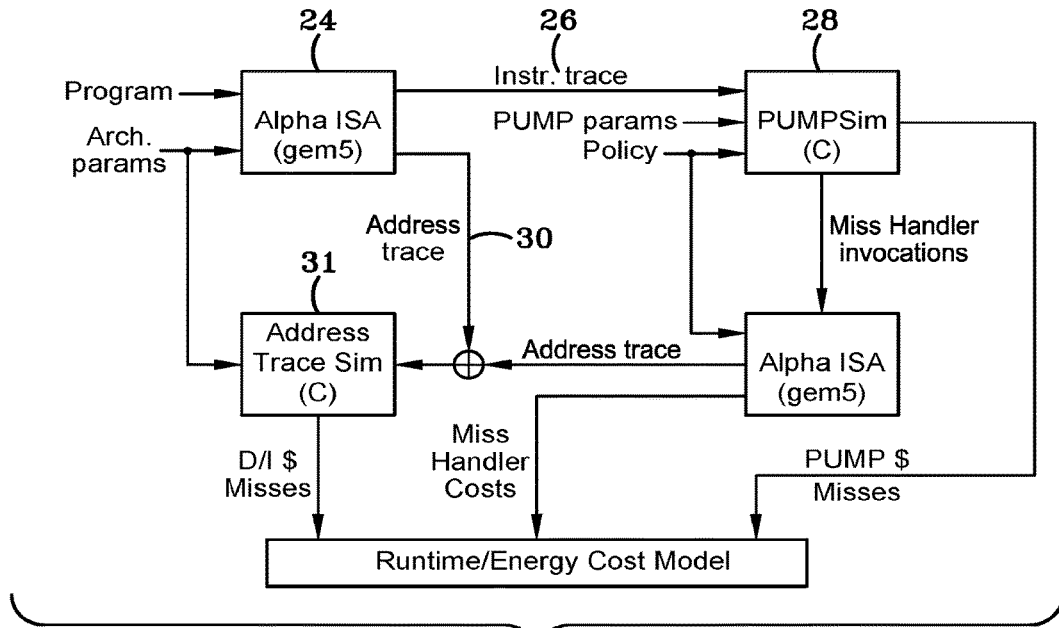 24
26
28
Program
Arch.
params
Alpha ISA
(gem5)
Instr. trace
PUMP params
Policy
PUMPSim
(C)
Address
trace
30
Miss Handler
invocations
31
Address
Trace Sim
(C)
Address trace
Alpha ISA
(gem5)
D/I $
Misses
Miss
Handler
Costs
PUMP $
Misses
Runtime/Energy Cost Model